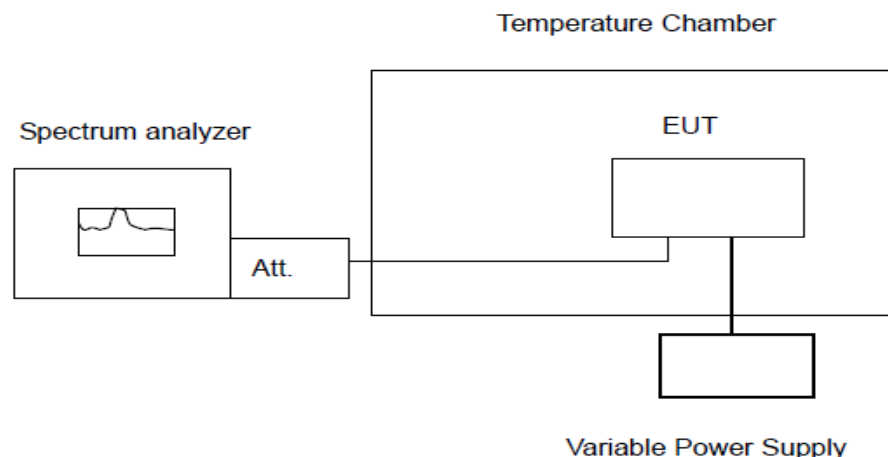 Temperature Chamber
Spectrum analyzer
EUT
Att.
Variable Power Supply